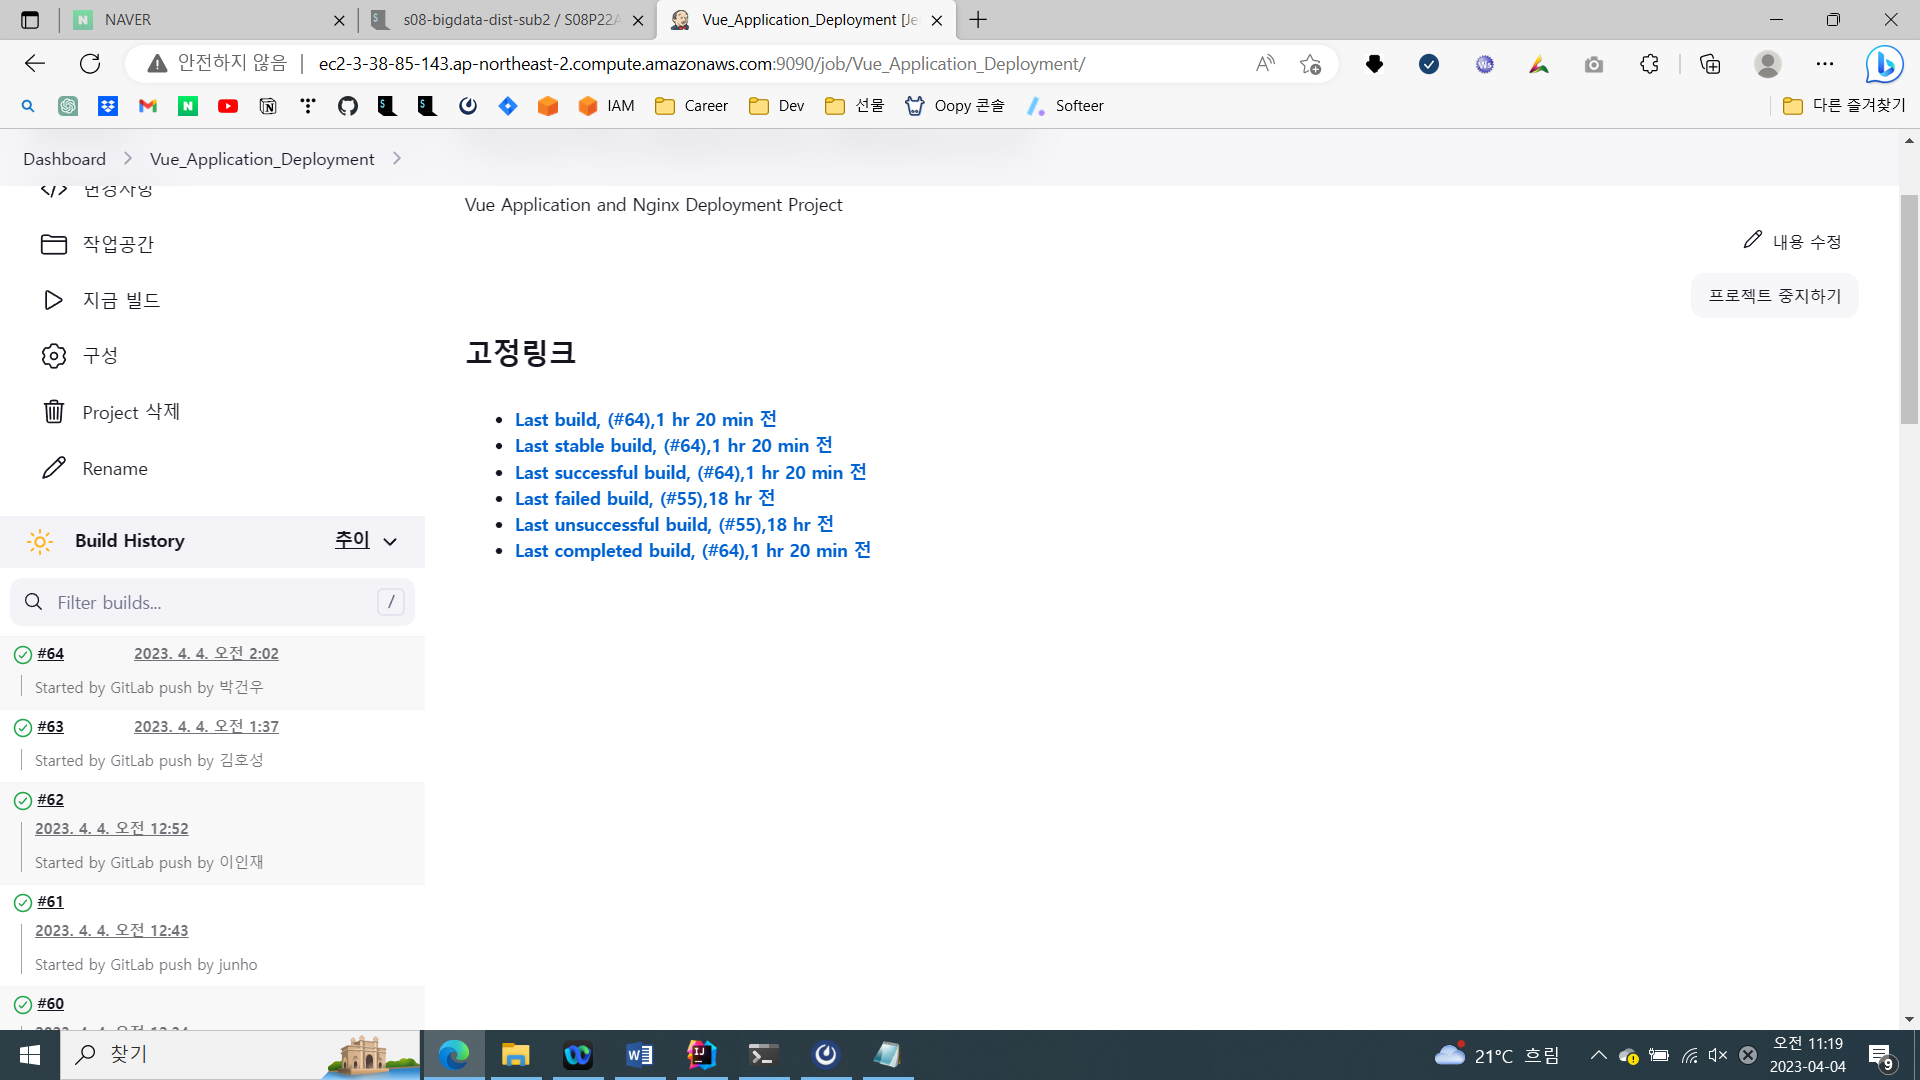 NAVER
s08-bigdata-dist-sub2 / S08P22A
Vue_Application_Deployment [Je
안전하지 않음
ec2-3-38-85-143.ap-northeast-2.compute.amazonaws.com:9090/job/Vue_Application_Deployment/
IAM
Career
Dev
선물
Oopy 콘솔
Softeer
다른 즐겨찾기
Dashboard
Vue_Application_Deployment
변경사항
작업공간
지금 빌드
구성
Project 삭제
Rename
Vue Application and Nginx Deployment Project
내용 수정
프로젝트 중지하기
고정링크
Last build, (#64),1 hr 20 min 전
Last stable build, (#64),1 hr 20 min 전
Last successful build, (#64),1 hr 20 min 전
Last failed build, (#55),18 hr 전
Last unsuccessful build, (#55),18 hr 전
Last completed build, (#64),1 hr 20 min 전
Build History
추이
Filter builds...
/
#64 2023. 4. 4. 오전 2:02
Started by GitLab push by 박건우
#63 2023. 4. 4. 오전 1:37
Started by GitLab push by 김호성
#62
2023. 4. 4. 오전 12:52
Started by GitLab push by 이인재
#61
2023. 4. 4. 오전 12:43
Started by GitLab push by junho
#60
찾기
21°C 흐림
오전 11:19
2023-04-04
9